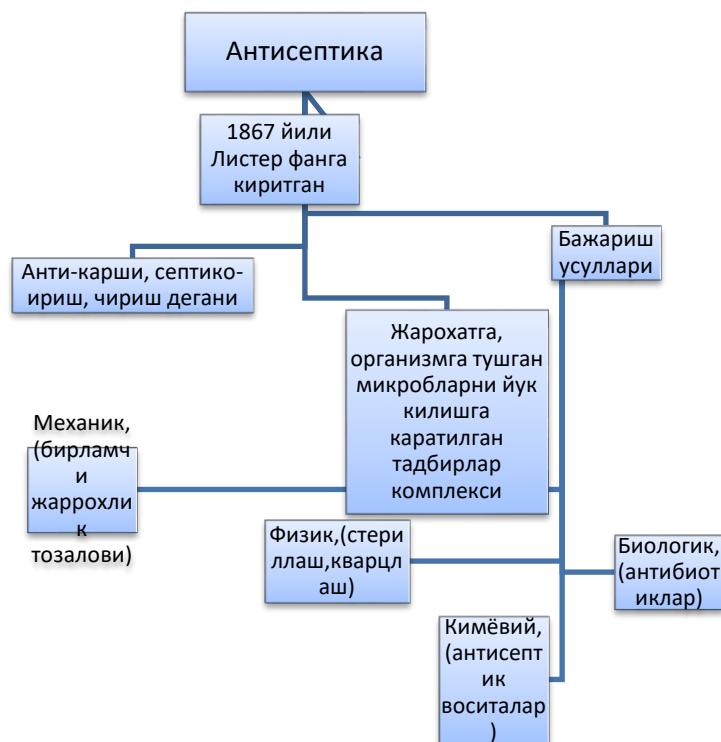 Антисептика
1867 йили
Листер фанга
киритган
Анти-карши, септико-
ириш, чириш дегани
Бажариш
усуллари
Жарохатга,
организмга тушган
микробларни йук
килишга
каратилган
тадбирлар
комплекси
Механик,
(бирламч
и
жаррохли
к
тозалови)
Физик,(стери
ллаш,кварцл
аш)
Биологик,
(антибиот
иклар)
Кимёвий,
(антисепт
ик
воситалар
)